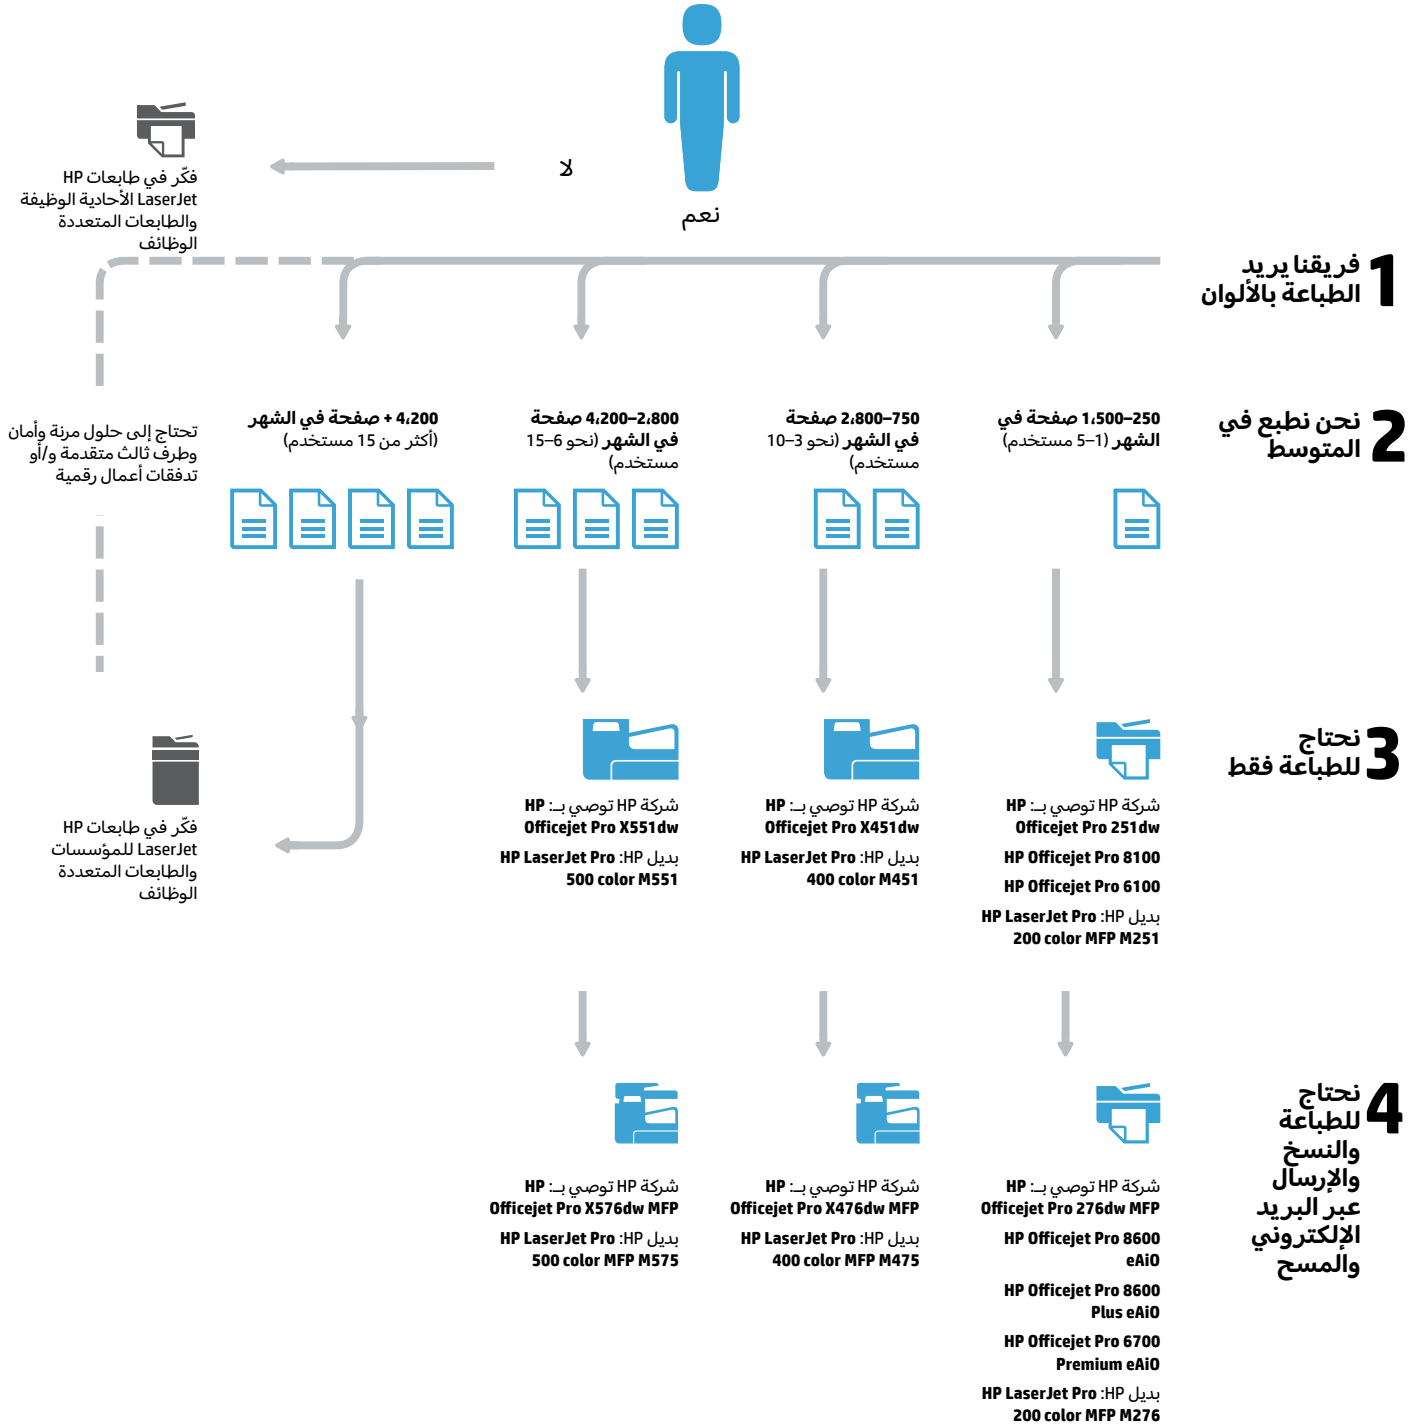 لا
نعم
فكّر في طابعات HP
LaserJet الأحادية الوظيفة
والطابعات المتعددة
الوظائف
1 فريقنا يريد
الطباعة بالألوان
2 نحن نطبع في
المتوسط
250–1،500 صفحة في
الشهر (1–5 مستخدم)
750–2،800 صفحة
في الشهر (نحو 3–10
مستخدم)
2،800–4،200 صفحة
في الشهر (نحو 6–15
مستخدم)
4،200 + صفحة في الشهر
(أكثر من 15 مستخدم)
تحتاج إلى حلول مرنة وأمان
وطرف ثالث متقدمة و/أو
تدفقات أعمال رقمية
3 نحتاج
للطباعة فقط
شركة HP توصي بـ: HP
Officejet Pro 251dw
HP Officejet Pro 8100
HP Officejet Pro 6100
بديل HP: HP LaserJet Pro
200 color MFP M251
شركة HP توصي بـ: HP
Officejet Pro X451dw
بديل HP: HP LaserJet Pro
400 color M451
شركة HP توصي بـ: HP
Officejet Pro X551dw
بديل HP: HP LaserJet Pro
500 color M551
فكّر في طابعات HP
LaserJet للمؤسسات
والطابعات المتعددة
الوظائف
4 نحتاج
للطباعة
والنسخ
والإرسال
عبر البريد
الإلكتروني
والمسح
شركة HP توصي بـ: HP
Officejet Pro 276dw MFP
HP Officejet Pro 8600
eAiO
HP Officejet Pro 8600
Plus eAiO
HP Officejet Pro 6700
Premium eAiO
بديل HP: HP LaserJet Pro
200 color MFP M276
شركة HP توصي بـ: HP
Officejet Pro X476dw MFP
بديل HP: HP LaserJet Pro
400 color MFP M475
شركة HP توصي بـ: HP
Officejet Pro X576dw MFP
بديل HP: HP LaserJet Pro
500 color MFP M575